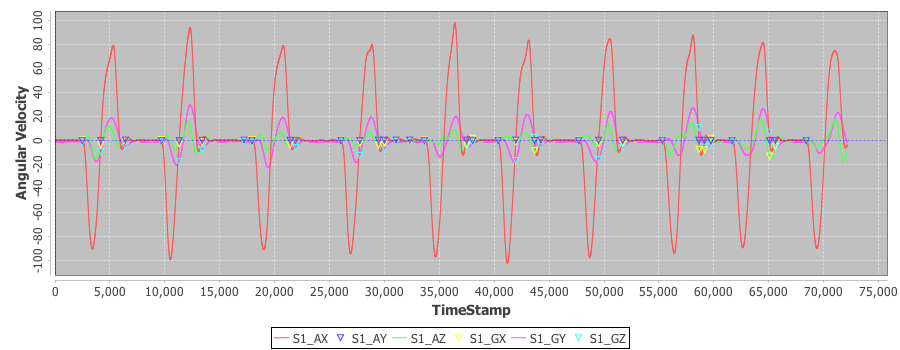 100
80
60
40
20
0
-20
-40
-60
-80
-100
Angular Velocity
0 5,000 10,000 15,000 20,000 25,000 30,000 35,000 40,000 45,000 50,000 55,000 60,000 65,000 70,000 75,000
TimeStamp
S1_AX S1_AY S1_AZ S1_GX S1_GY S1_GZ